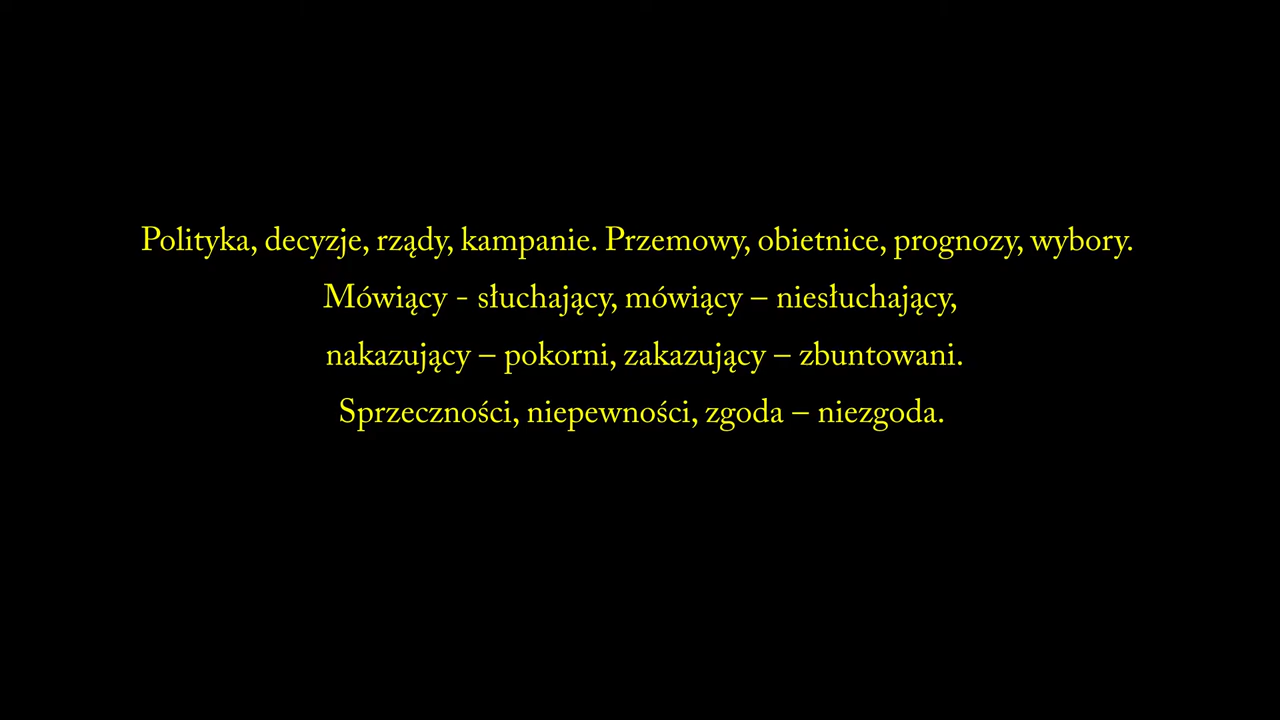 Polityka, decyzje, rządy, kampanie. Przemowy, obietnice, prognozy, wybory.
Mówiący - słuchający, mówiący – niesłuchający,
nakazujący – pokorni, zakazujący – zbuntowani.
Sprzeczności, niepewności, zgoda – niezgoda.